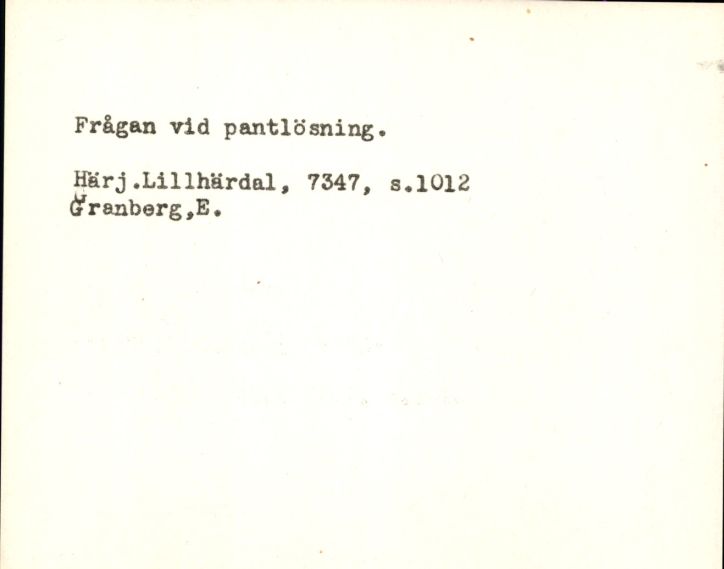 Frågan vid pantlösning.
Härj.Lillhärdal, 7347, s.1012
Granberg,E.